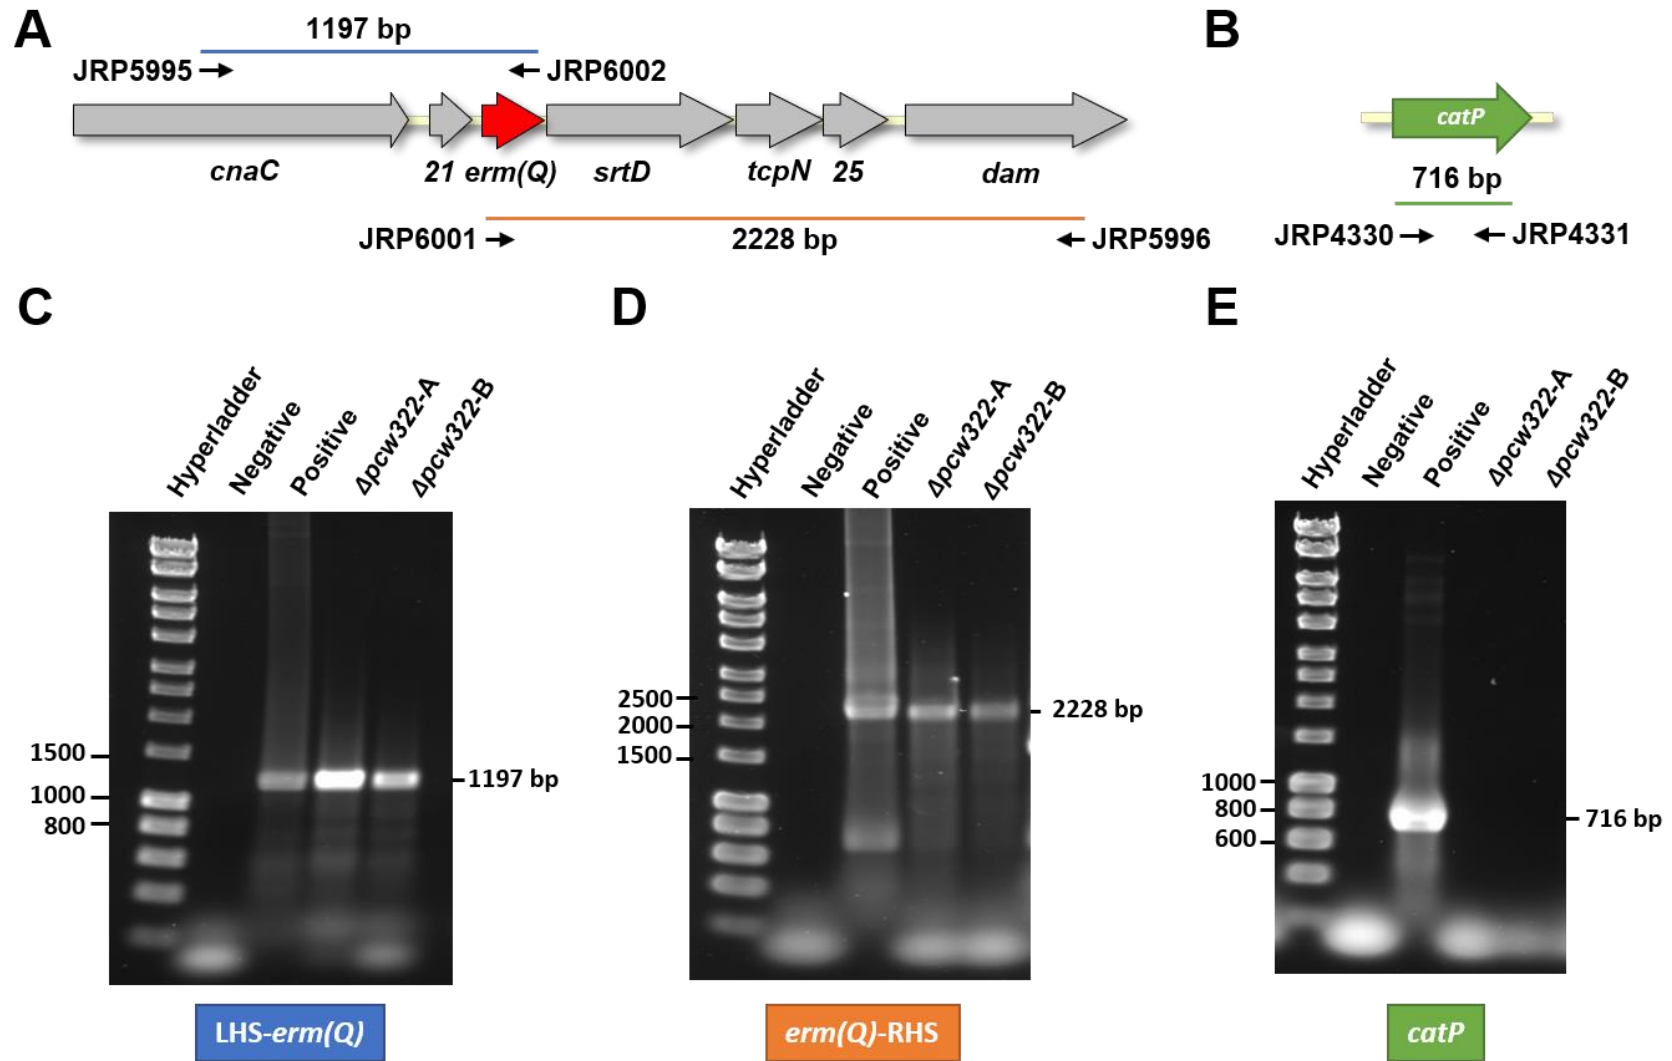 A
1197 bp
JRP5995
JRP6002
cnaC
21
erm(Q)
srtD
tcpN
25
dam
JRP6001
2228 bp
JRP5996
B
catP
716 bp
JRP4330
JRP4331
C
Hyperladder
Negative
Positive
Δpcw322-A
Δpcw322-B
1500
1000
800
1197 bp
LHS-erm(Q)
D
Hyperladder
Negative
Positive
Δpcw322-A
Δpcw322-B
2500
2000
1500
2228 bp
erm(Q)-RHS
E
Hyperladder
Negative
Positive
Δpcw322-A
Δpcw322-B
1000
800
600
716 bp
catP